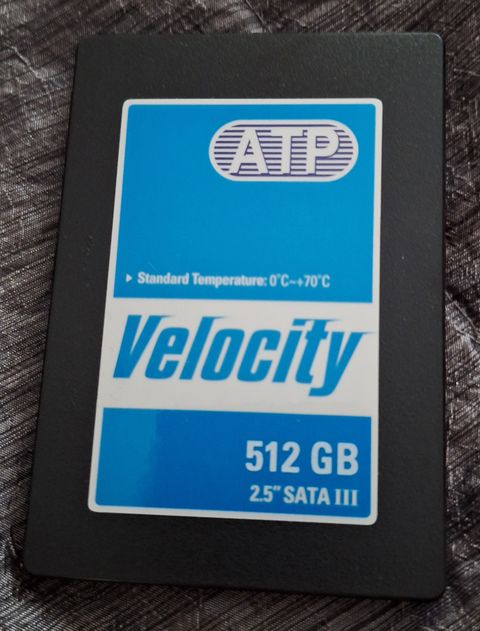 ATP
▶ Standard Temperature: 0˚C~+70˚C
Velocity
512 GB
2.5" SATA III